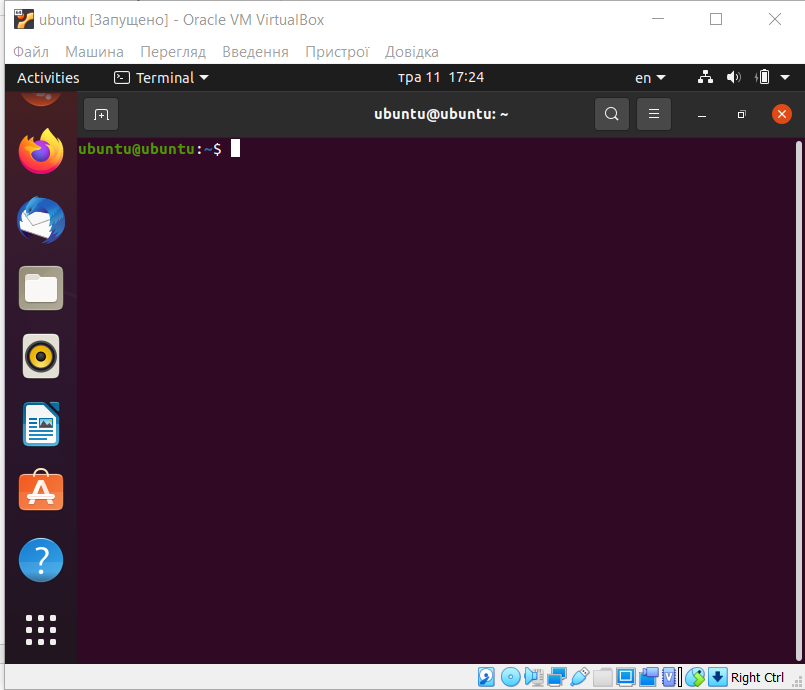 ubuntu [Запущено] - Oracle VM VirtualBox
Файл Машина Перегляд Введення Пристрої Довідка
Activities Terminal тра 11 17:24 en
ubuntu@ubuntu: ~
ubuntu@ubuntu:~$
Right Ctrl